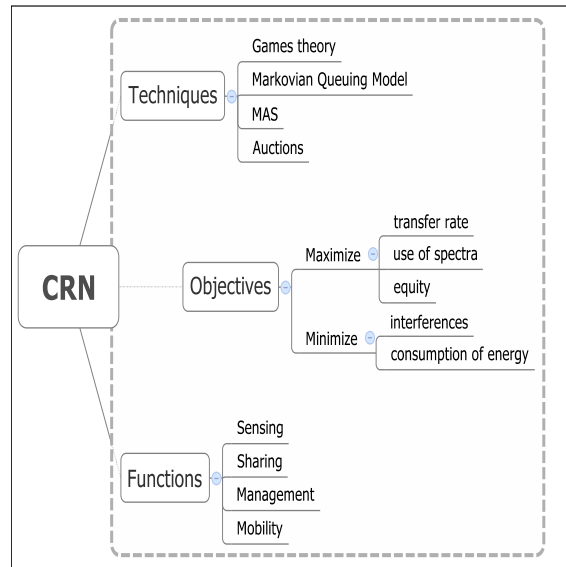 CRN
Techniques
Games theory
Markovian Queuing Model
MAS
Auctions
Objectives
Maximize
transfer rate
use of spectra
equity
Minimize
interferences
consumption of energy
Functions
Sensing
Sharing
Management
Mobility